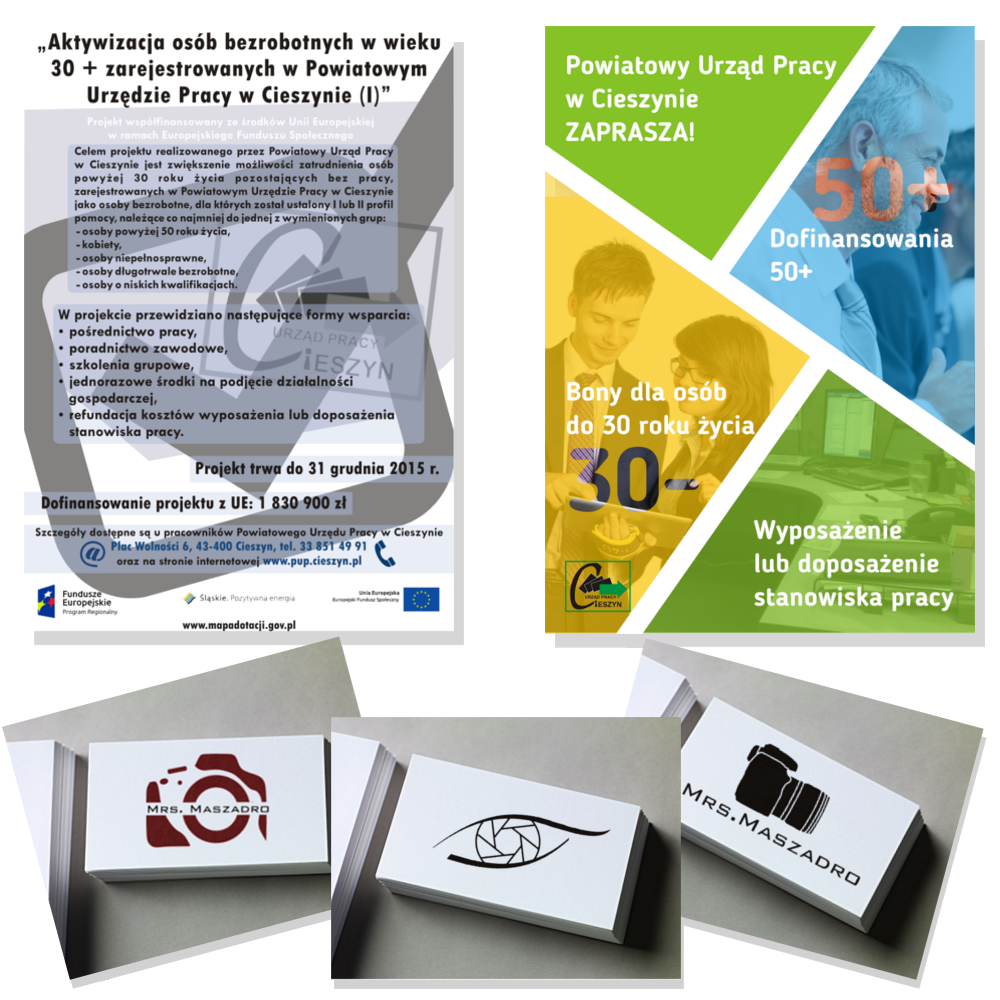 „Aktywizacja osób bezrobotnych w wieku
30 + zarejestrowanych w Powiatowym
Urzędzie Pracy w Cieszynie (I)”
Projekt współfinansowany ze środków Unii Europejskiej
w ramach Europejskiego Funduszu Społecznego
Celem projektu realizowanego przez Powiatowy Urząd Pracy
w Cieszynie jest zwiększenie możliwości zatrudnienia osób
powyżej 30 roku życia pozostających bez pracy,
zarejestrowanych w Powiatowym Urzędzie Pracy w Cieszynie
jako osoby bezrobotne, dla których został ustalony I lub II profil
pomocy, należące co najmniej do jednej z wymienionych grup:
- osoby powyżej 50 roku życia,
- kobiety,
- osoby niepełnosprawne,
- osoby długotrwale bezrobotne,
- osoby o niskich kwalifikacjach.
W projekcie przewidziano następujące formy wsparcia:
• pośrednictwo pracy,
• poradnictwo zawodowe,
• szkolenia grupowe,
• jednorazowe środki na podjęcie działalności
gospodarczej,
• refundacja kosztów wyposażenia lub doposażenia
stanowiska pracy.
URZĄD PRACY
CIESZYN
Projekt trwa do 31 grudnia 2015 r.
Dofinansowanie projektu z UE: 1 830 900 zł
Szczegóły dostępne są u pracowników Powiatowego Urzędu Pracy w Cieszynie
@ Plac Wolności 6, 43-400 Cieszyn, tel. 33 851 49 91
oraz na stronie internetowej www.pup.cieszyn.pl
Fundusze
Europejskie
Program Regionalny
Śląskie. Pozytywna energia
Unia Europejska
Europejski Fundusz Społeczny
www.mapadotacji.gov.pl
Powiatowy Urząd Pracy
w Cieszynie
ZAPRASZA!
50+
Dofinansowania
50+
Bony dla osób
do 30 roku życia
30-
Wyposażenie
lub doposażenie
stanowiska pracy
URZĄD PRACY
CIESZYN
Mrs. Maszadro
Mrs. Maszadro